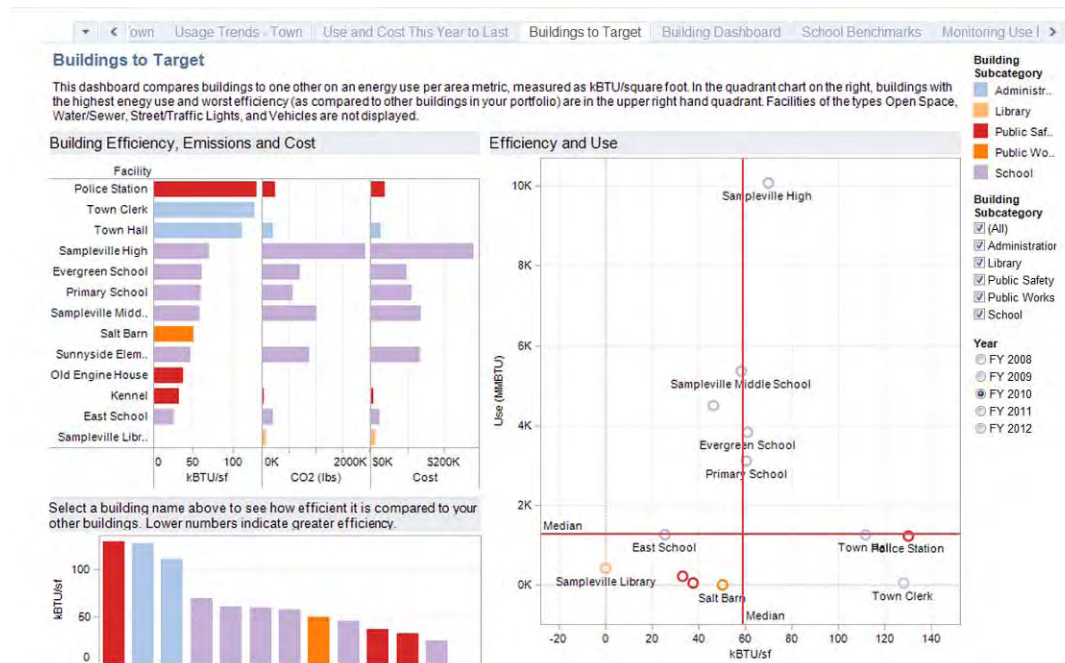 own
Usage Trends - Town
Use and Cost This Year to Last
Buildings to Target
Building Dashboard
School Benchmarks
Monitoring Use
Buildings to Target
This dashboard compares buildings to one other on an energy use per area metric, measured as kBTU/square foot. In the quadrant chart on the right, buildings with
the highest enegy use and worst efficiency (as compared to other buildings in your portfolio) are in the upper right hand quadrant. Facilities of the types Open Space,
Water/Sewer, Street/Traffic Lights, and Vehicles are not displayed.
Building Efficiency, Emissions and Cost
Facility
Police Station
Town Clerk
Town Hall
Sampleville High
Evergreen School
Primary School
Sampleville Midd..
Salt Barn
Sunnyside Elem..
Old Engine House
Kennel
East School
Sampleville Libr..
0 50 100 0K 2000K $0K $200K
kBTU/sf CO2 (lbs) Cost
Select a building name above to see how efficient it is compared to your
other buildings. Lower numbers indicate greater efficiency.
kBTU/sf
100
50
0
Efficiency and Use
Use (MMBTU)
10K
8K
6K
4K
2K
0K
Sampleville High
Sampleville Middle School
Evergreen School
Primary School
Median
East School
Town Hall
Police Station
Sampleville Library
Salt Barn
Town Clerk
Median
-20 0 20 40 60 80 100 120 140
kBTU/sf
Building
Subcategory
Administr..
Library
Public Saf..
Public Wo..
School
Building
Subcategory
(All)
Administration
Library
Public Safety
Public Works
School
Year
FY 2008
FY 2009
FY 2010
FY 2011
FY 2012